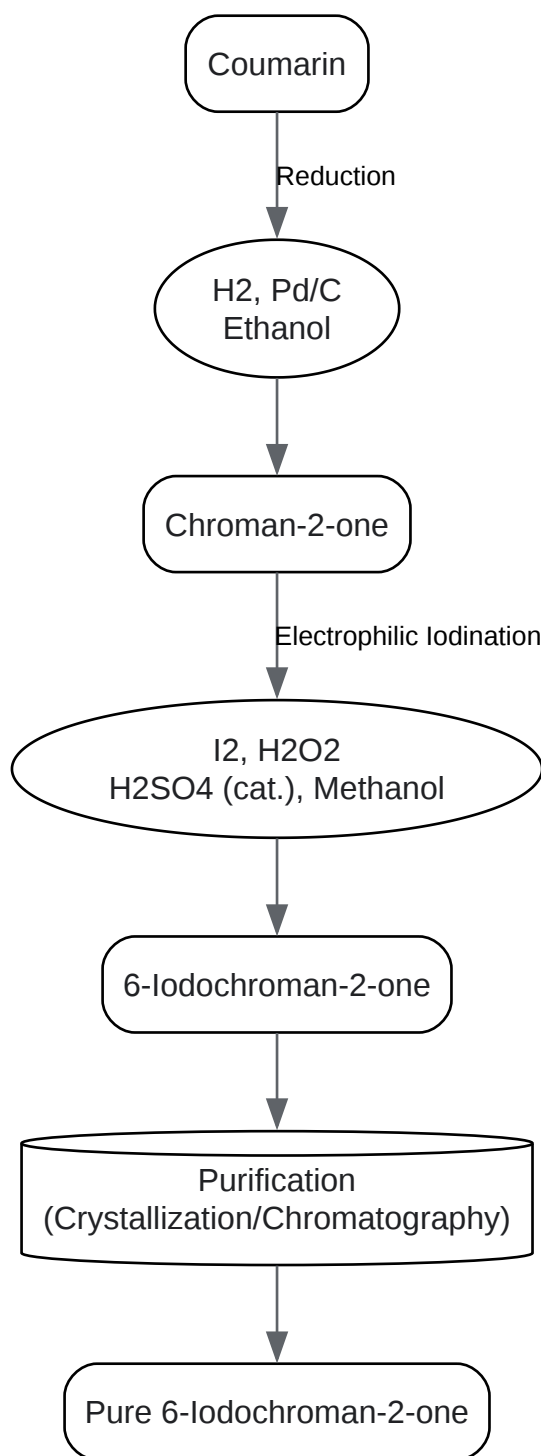 Coumarin
Reduction
H2, Pd/C
Ethanol
Chroman-2-one
Electrophilic Iodination
I2, H2O2
H2SO4 (cat.), Methanol
6-Iodochroman-2-one
Purification
(Crystallization/Chromatography)
Pure 6-Iodochroman-2-one